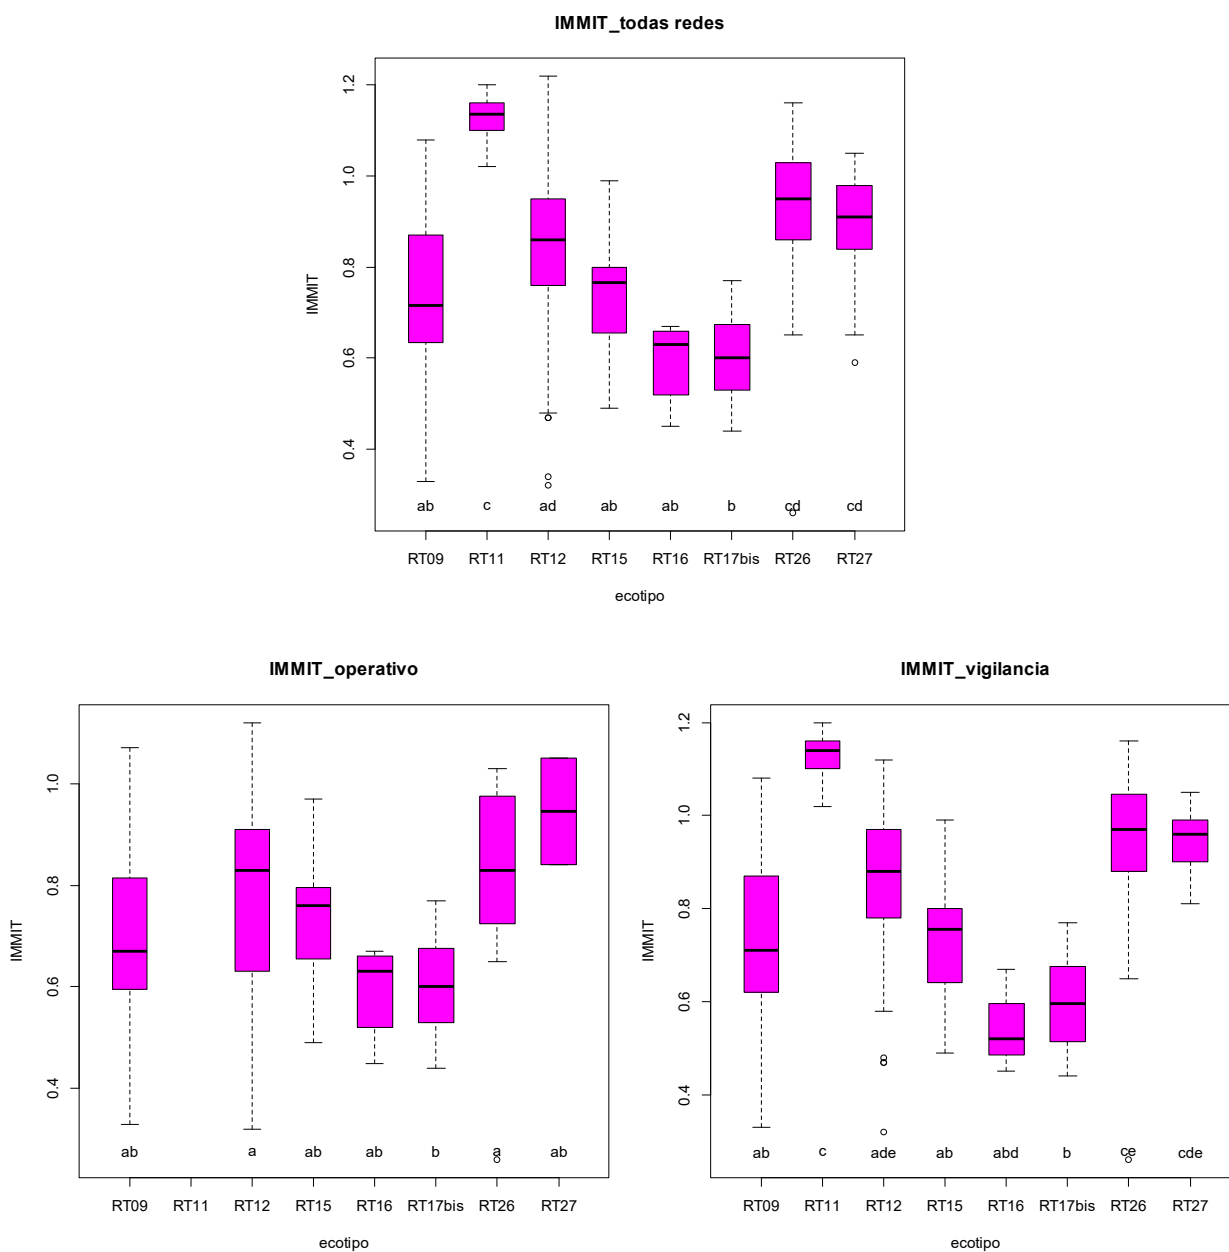 IMMIT_todas redes
IMMIT
1.2
1.0
0.8
0.6
0.4
ab c ad ab ab b cd cd
RT09 RT11 RT12 RT15 RT16 RT17bis RT26 RT27
ecotipo
IMMIT_operativo
IMMIT
1.0
0.8
0.6
0.4
ab a ab ab b a ab
RT09 RT11 RT12 RT15 RT16 RT17bis RT26 RT27
ecotipo
IMMIT_vigilancia
IMMIT
1.2
1.0
0.8
0.6
0.4
ab c ade ab abd b ce cde
RT09 RT11 RT12 RT15 RT16 RT17bis RT26 RT27
ecotipo